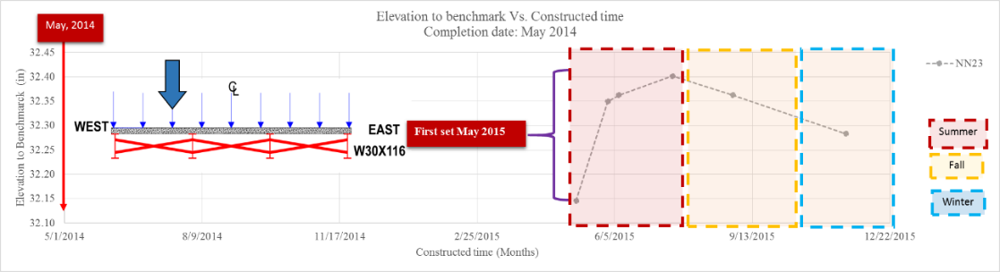 Elevation to benchmark Vs. Constructed time
Completion date: May 2014
May, 2014
Elevation to Benchmarck (in)
32.45
32.40
32.35
32.30
32.25
32.20
32.15
32.10
CL
WEST
EAST
W30X116
First set May 2015
NN23
Summer
Fall
Winter
5/1/2014
8/9/2014
11/17/2014
2/25/2015
6/5/2015
9/13/2015
12/22/2015
Constructed time (Months)